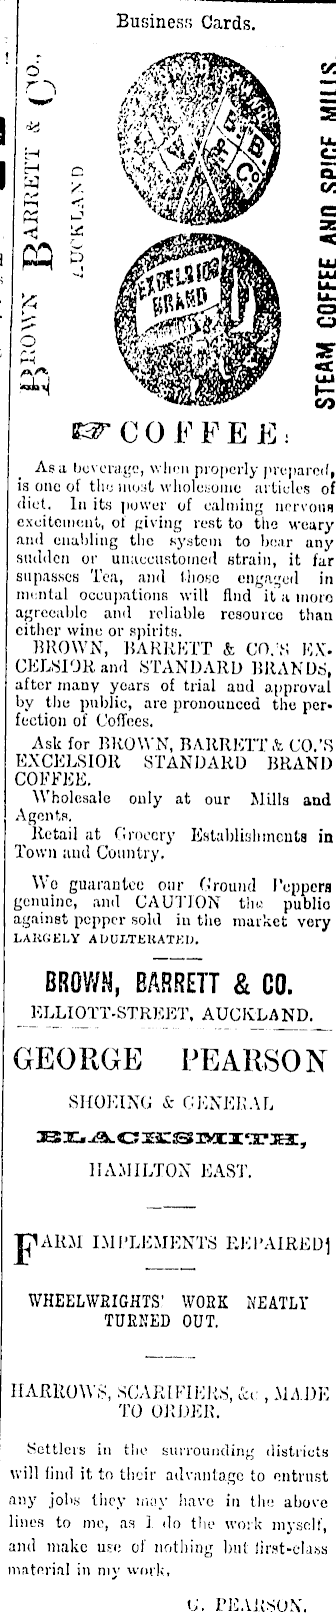 Business Cards.
BROWN BARRETT & CO.,
AUCKLAND
STANDARD BRAND
B B & Co
EXCELSIOR
BRAND
STEAM COFFEE AND SPICE MILLS.
☞ COFFEE:
As a beverage, when properly prepared,
is one of the most wholesome articles of
diet. In its power of calming nervous
excitement, of giving rest to the weary
and enabling the system to bear any
sudden or unaccustomed strain, it far
supasses Tea, and those engaged in
mental occupations will find it a more
agreeable and reliable resource than
either wine or spirits.
BROWN, BARRETT & CO.'S EX-
CELSIOR and STANDARD BRANDS,
after many years of trial and approval
by the public, are pronounced the per-
fection of Coffees.
Ask for BROWN, BARRETT & CO.'S
EXCELSIOR STANDARD BRAND
COFFEE.
Wholesale only at our Mills and
Agents.
Retail at Grocery Establishments in
Town and Country.
We guarantee our Ground Peppers
genuine, and CAUTION the public
against pepper sold in the market very
LARGELY ADULTERATED.
BROWN, BARRETT & CO.
ELLIOTT-STREET, AUCKLAND.
GEORGE PEARSON
SHOEING & GENERAL
BLACKSMITH,
HAMILTON EAST.
FARM IMPLEMENTS REPAIRED
WHEELWRIGHTS' WORK NEATLY
TURNED OUT.
HARROWS, SCARIFIERS, &c , MADE
TO ORDER.
Settlers in the surrounding districts
will find it to their advantage to entrust
any jobs they may have in the above
lines to me, as I do the work myself,
and make use of nothing but first-class
material in my work.
G. PEARSON.